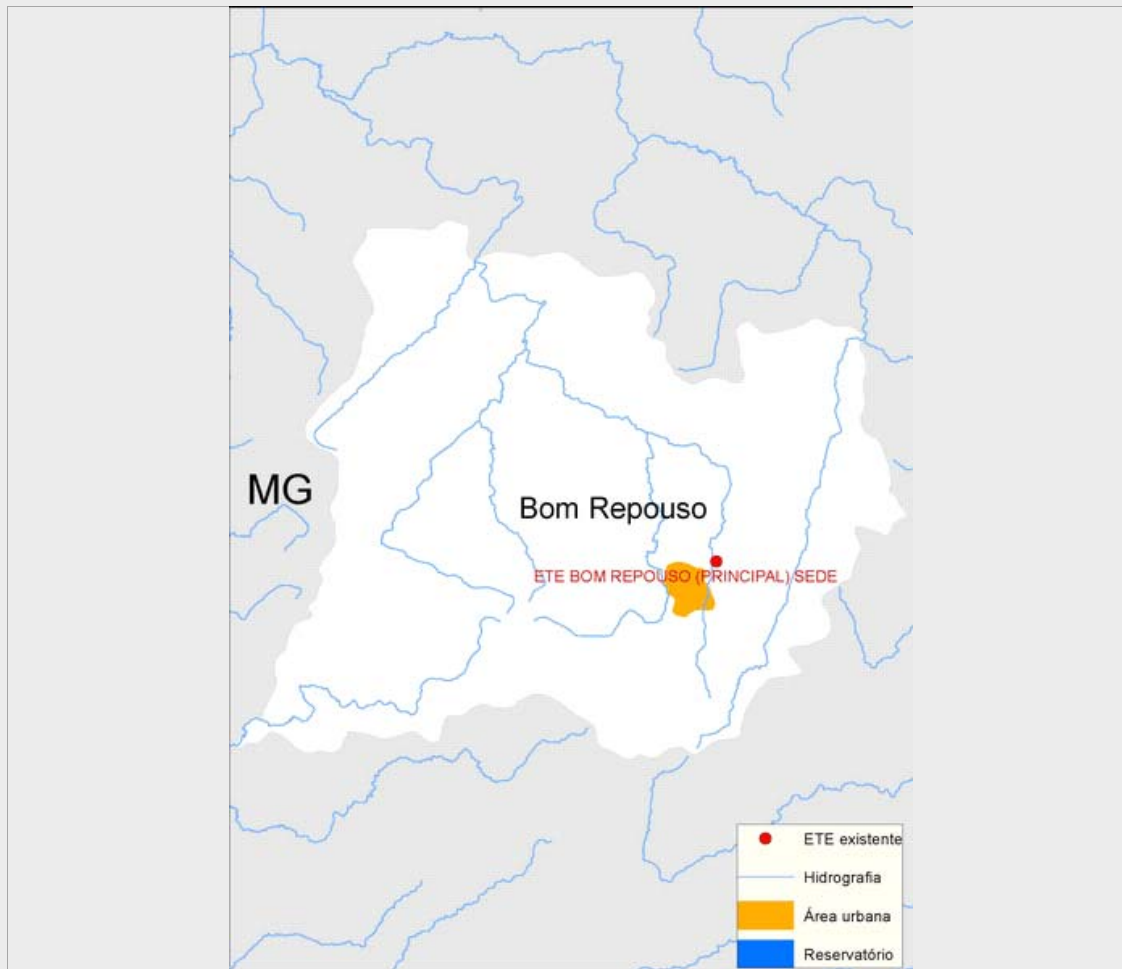 MG
Bom Repouso
ETE BOM REPOUSO (PRINCIPAL) SEDE
ETE existente
Hidrografia
Área urbana
Reservatório